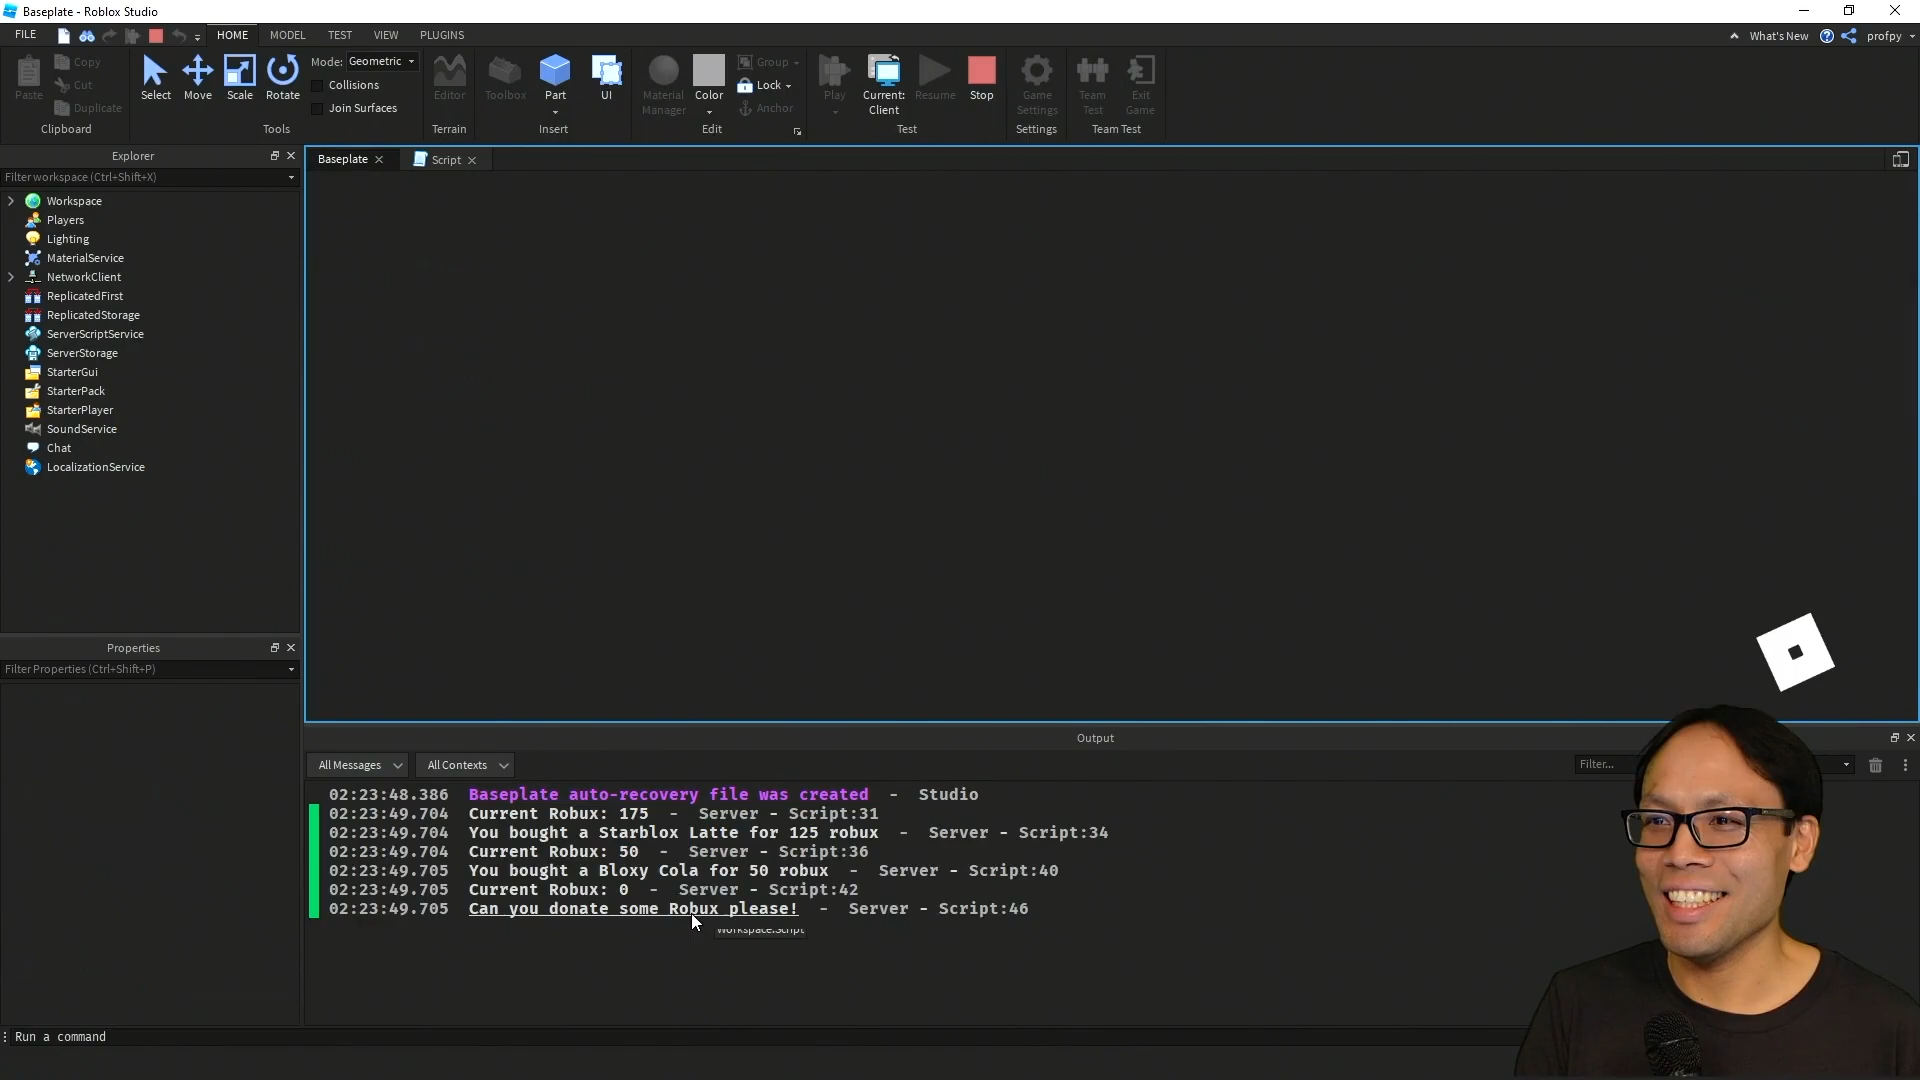 Baseplate - Roblox Studio
FILE
HOME
MODEL
TEST
VIEW
PLUGINS
What's New
profpy
Paste
Copy
Cut
Duplicate
Clipboard
Select
Move
Scale
Rotate
Mode: Geometric
Collisions
Join Surfaces
Tools
Editor
Terrain
Toolbox
Part
UI
Insert
Material Manager
Color
Group
Lock
Anchor
Edit
Play
Current: Client
Resume
Stop
Test
Game Settings
Settings
Team Test
Exit Game
Team Test
Explorer
Filter workspace (Ctrl+Shift+X)
Workspace
Players
Lighting
MaterialService
NetworkClient
ReplicatedFirst
ReplicatedStorage
ServerScriptService
ServerStorage
StarterGui
StarterPack
StarterPlayer
SoundService
Chat
LocalizationService
Properties
Filter Properties (Ctrl+Shift+P)
Baseplate
Script
Output
All Messages
All Contexts
Filter...
02:23:48.386 Baseplate auto-recovery file was created - Studio
02:23:49.704 Current Robux: 175 - Server - Script:31
02:23:49.704 You bought a Starblox Latte for 125 robux - Server - Script:34
02:23:49.704 Current Robux: 50 - Server - Script:36
02:23:49.705 You bought a Bloxy Cola for 50 robux - Server - Script:40
02:23:49.705 Current Robux: 0 - Server - Script:42
02:23:49.705 Can you donate some Robux please! - Server - Script:46
Workspace.Script
Run a command